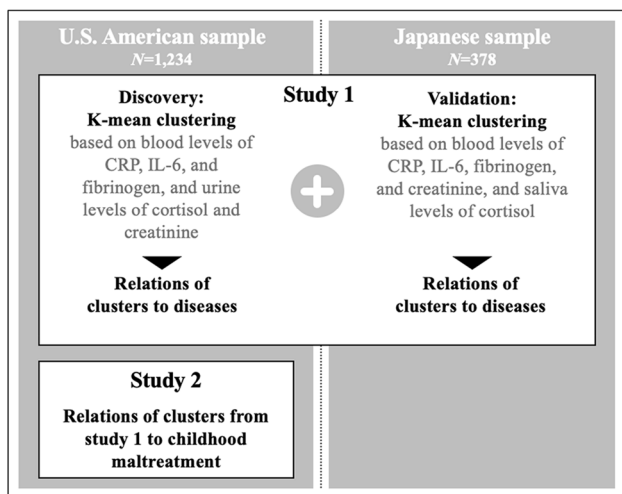 U.S. American sample
N=1,234
Japanese sample
N=378
Study 1
Discovery:
K-mean clustering
based on blood levels of
CRP, IL-6, and
fibrinogen, and urine
levels of cortisol and
creatinine
Relations of
clusters to diseases
Validation:
K-mean clustering
based on blood levels of
CRP, IL-6, fibrinogen,
and creatinine, and saliva
levels of cortisol
Relations of
clusters to diseases
Study 2
Relations of clusters from
study 1 to childhood
maltreatment